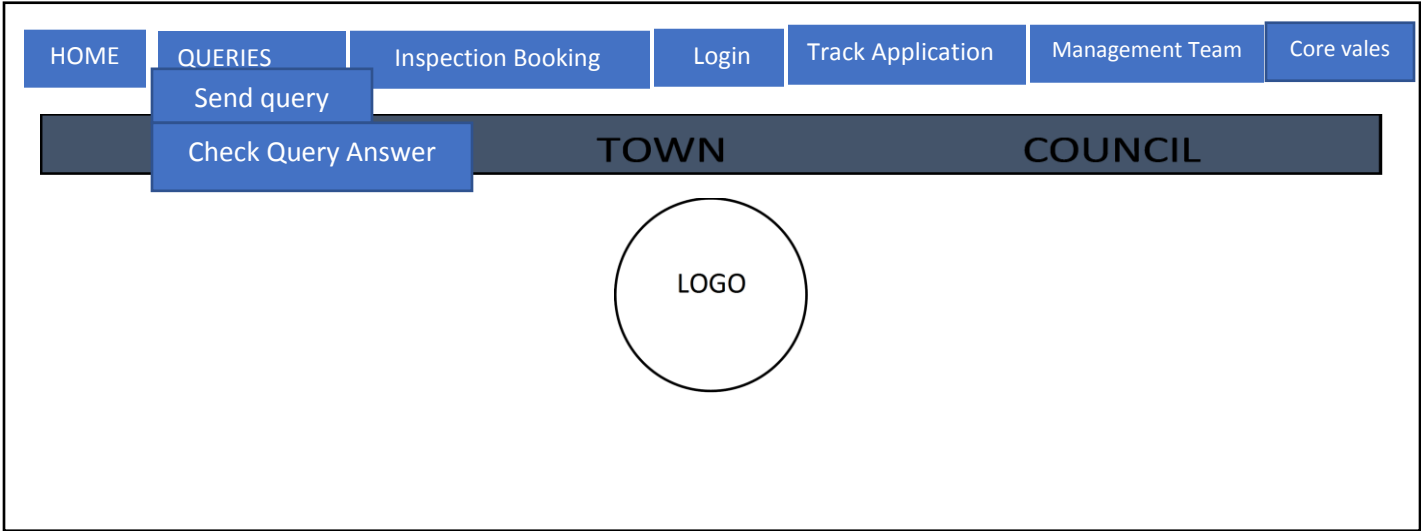 HOME QUERIES Inspection Booking Login Track Application Management Team Core vales
Send query
Check Query Answer
TOWN COUNCIL
LOGO